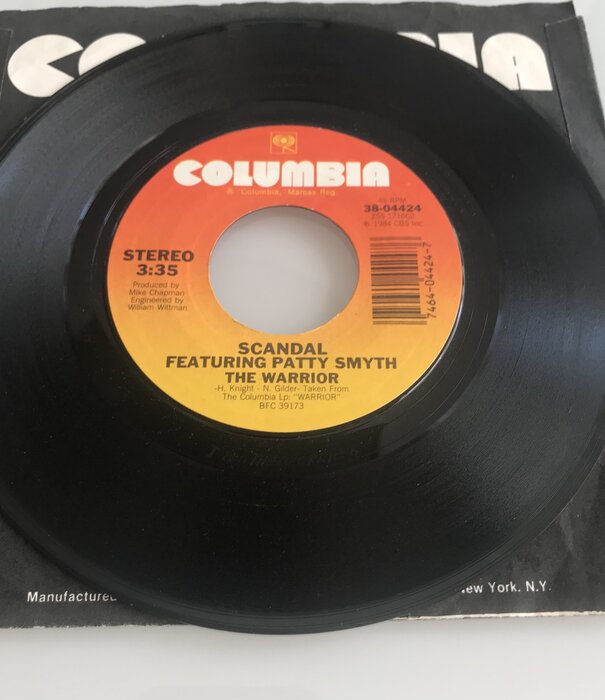 COLUMBIA
® "Columbia, Marcas Reg.
45 RPM
38-04424
ZSS 171602
℗ 1984 CBS Inc.
STEREO
3:35
Produced by
Mike Chapman
Engineered by
William Wittman
7464-04424-7
SCANDAL
FEATURING PATTY SMYTH
THE WARRIOR
-H. Knight - N. Gilder- Taken From
The Columbia Lp: "WARRIOR"
BFC 39173
New York, N.Y.